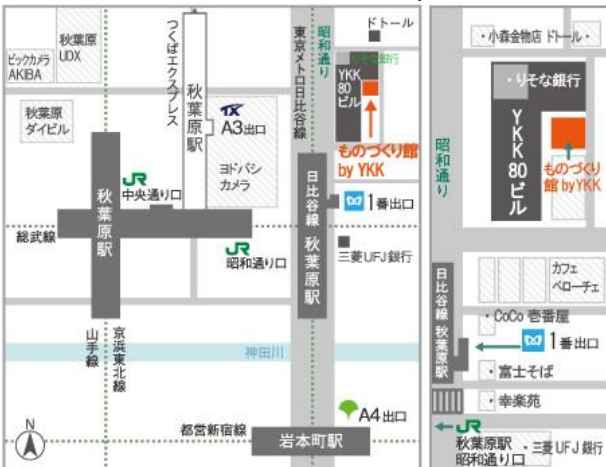 ドトール
秋葉原
UDX
ビックカメラ
AKIBA
つくばエクスプレス
秋葉原駅
東京メトロ日比谷線
昭和通り
りそな銀行
YKK
80
ビル
秋葉原
ダイビル
TX
A3出口
ヨドバシ
カメラ
ものづくり館
by YKK
JR
中央通り口
秋葉原駅
日比谷線 秋葉原駅
1番出口
総武線
JR
昭和通り口
三菱UFJ銀行
山手線
京浜東北線
神田川
N
都営新宿線
A4出口
岩本町駅
・小森金物店 ドトール・
・りそな銀行
YKK80ビル
昭和通り
ものづくり
館 by YKK
カフェ
ベローチェ
日比谷線 秋葉原駅
・CoCo 壱番屋
1番出口
・富士そば
・幸楽苑
JR
秋葉原駅
昭和通り口
・三菱UFJ銀行